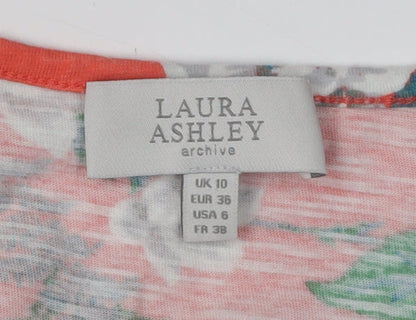 LAURA
ASHLEY
archive
UK 10
EUR 36
USA 6
FR 38